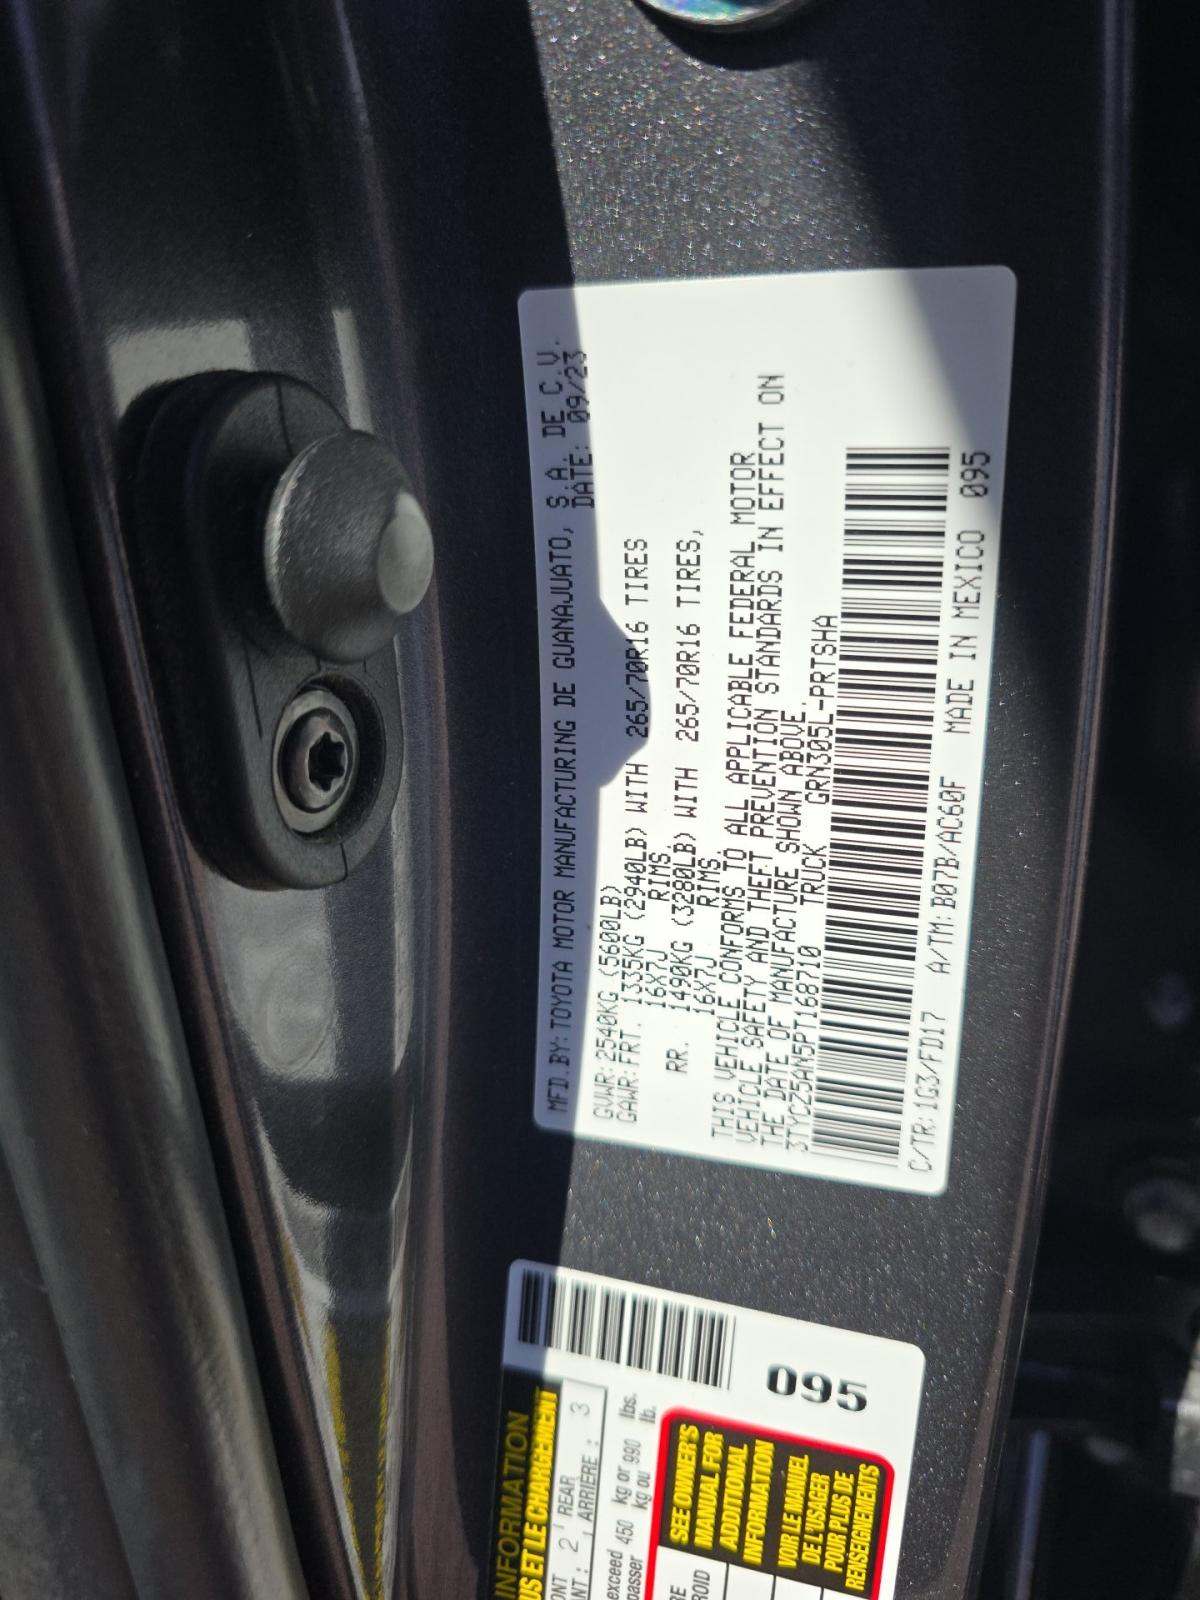 MFD.BY: TOYOTA MOTOR MANUFACTURING DE GUANAJUATO, S.A. DE C.V.
DATE: 09/23
GVWR: 2540KG (5600LB)
GAWR: FRT. 1335KG (2940LB) WITH 265/70R16 TIRES
16X7J RIMS,
RR. 1490KG (3280LB) WITH 265/70R16 TIRES,
16X7J RIMS
THIS VEHICLE CONFORMS TO ALL APPLICABLE FEDERAL MOTOR
VEHICLE SAFETY AND THEFT PREVENTION STANDARDS IN EFFECT ON
THE DATE OF MANUFACTURE SHOWN ABOVE.
3TYCZ5AN5PT168710 TRUCK GRN305L-PRTSHA
C/TR: 1G3/FD17 A/TM: B07B/AC60F MADE IN MEXICO 095
INFORMATION
US ET LE CHARGEMENT
ONT 2 REAR
ANT: 2 ARRIÈRE: 3
exceed 450 kg or 990 lbs.
passer kg ou lb.
095
SEE OWNER'S
MANUAL FOR
ADDITIONAL
INFORMATION
VOIR LE MANUEL
DE L'USAGER
POUR PLUS DE
RENSEIGNEMENTS